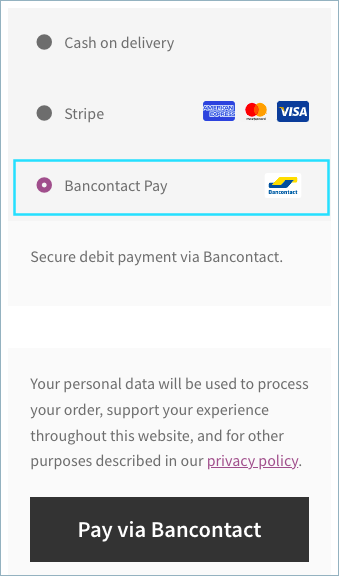 Cash on delivery
Stripe
AMERICAN EXPRESS
mastercard
VISA
Bancontact Pay
Bancontact
Secure debit payment via Bancontact.
Your personal data will be used to process
your order, support your experience
throughout this website, and for other
purposes described in our privacy policy.
Pay via Bancontact